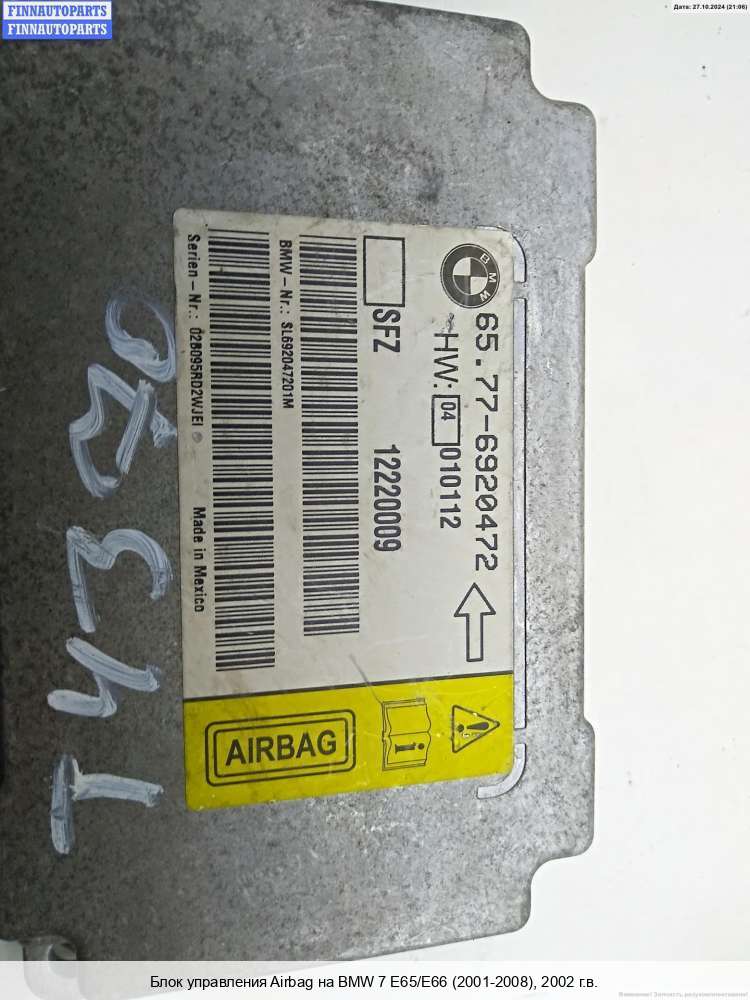 FINNAUTOPARTS
FINNAUTOPARTS
Дата: 27.10.2024 (21:06)
BMW
65.77-6920472
HW: 04 010112
SFZ 12220009
BMW-Nr.: SL692047201M
Serien-Nr.: 028095RD2WJEI Made in Mexico
AIRBAG
T4370
Блок управления Airbag на BMW 7 E65/E66 (2001-2008), 2002 г.в.